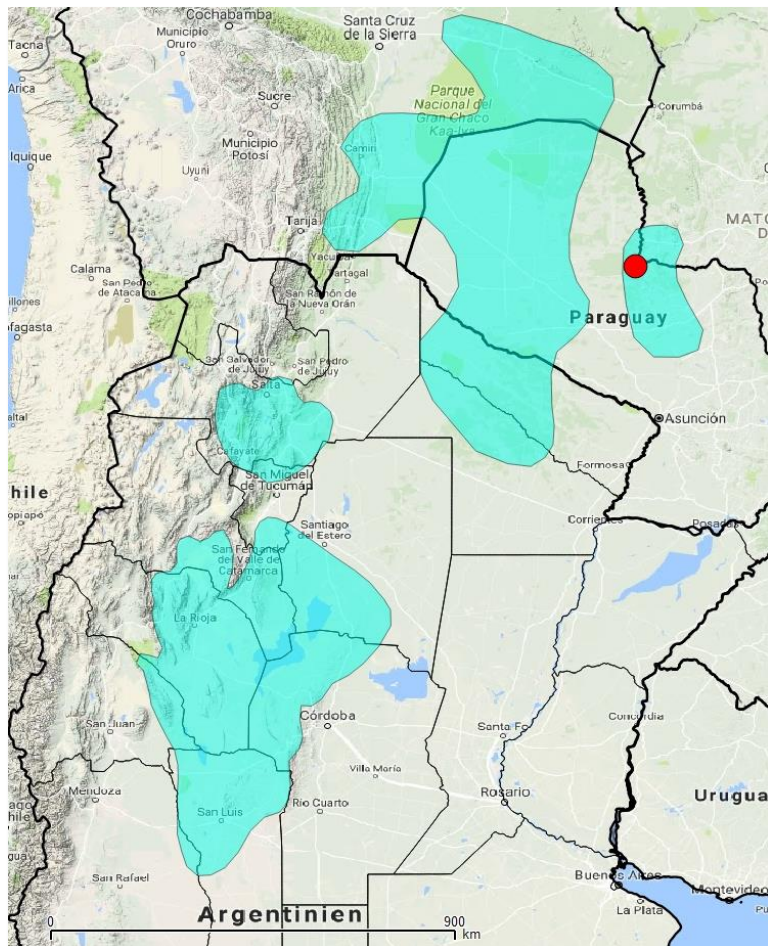 Cochabamba
Santa Cruz
de la Sierra
Tacna
Municipio
Oruro
Arica
Sucre
Parque
Nacional del
Gran Chaco
Kaa-Iya
Corumbá
Municipio
Potosí
Camiri
Iquique
Uyuni
Tarija
Yacuiba
Tartagal
Calama
San Pedro
de Atacama
San Ramón de
la Nueva Orán
Paraguay
San Salvador
de Jujuy
San Pedro
de Jujuy
Salta
Asunción
Cafayate
Formosa
San Miguel
de Tucumán
Corrientes
Posadas
Santiago
del Estero
San Fernando
del Valle de
Catamarca
La Rioja
San Juan
Córdoba
Santa Fe
Concordia
Villa María
Mendoza
San Luis
Río Cuarto
Rosario
San Rafael
Buenos Aires
La Plata
Montevideo
Argentinien
0
900
km